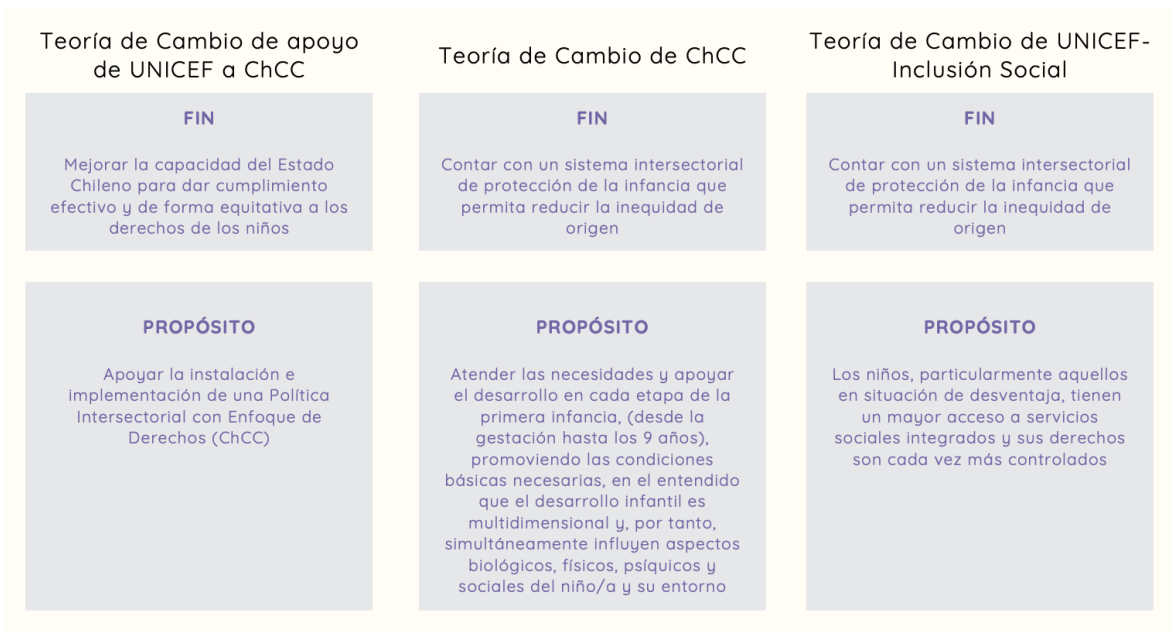 Teoría de Cambio de apoyo
de UNICEF a ChCC
FIN
Mejorar la capacidad del Estado
Chileno para dar cumplimiento
efectivo y de forma equitativa a los
derechos de los niños
PROPÓSITO
Apoyar la instalación e
implementación de una Política
Intersectorial con Enfoque de
Derechos (ChCC)
Teoría de Cambio de ChCC
FIN
Contar con un sistema intersectorial
de protección de la infancia que
permita reducir la inequidad de
origen
PROPÓSITO
Atender las necesidades y apoyar
el desarrollo en cada etapa de la
primera infancia, (desde la
gestación hasta los 9 años),
promoviendo las condiciones
básicas necesarias, en el entendido
que el desarrollo infantil es
multidimensional y, por tanto,
simultáneamente influyen aspectos
biológicos, físicos, psíquicos y
sociales del niño/a y su entorno
Teoría de Cambio de UNICEF-
Inclusión Social
FIN
Contar con un sistema intersectorial
de protección de la infancia que
permita reducir la inequidad de
origen
PROPÓSITO
Los niños, particularmente aquellos
en situación de desventaja, tienen
un mayor acceso a servicios
sociales integrados y sus derechos
son cada vez más controlados